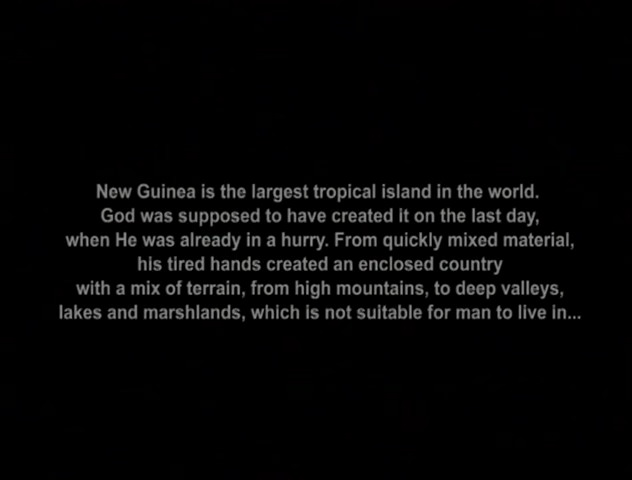 New Guinea is the largest tropical island in the world.
God was supposed to have created it on the last day,
when He was already in a hurry. From quickly mixed material,
his tired hands created an enclosed country
with a mix of terrain, from high mountains, to deep valleys,
lakes and marshlands, which is not suitable for man to live in...